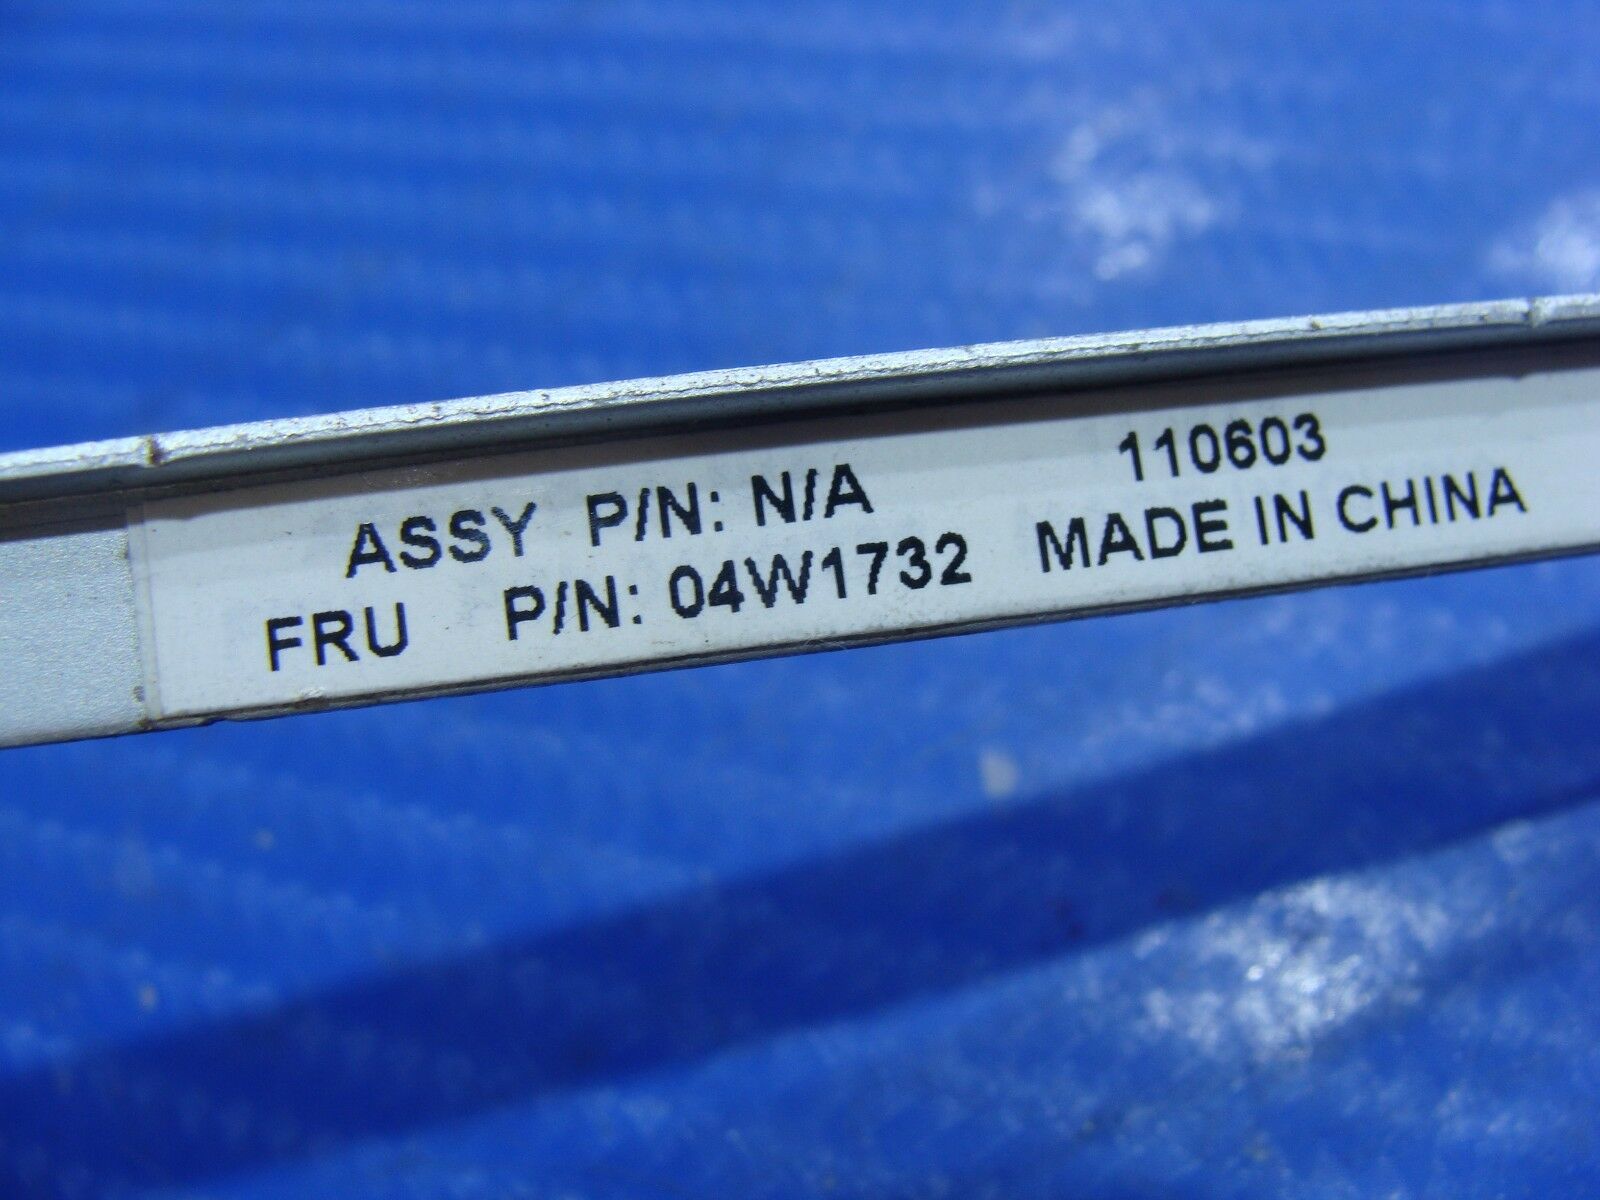 ASSY P/N: N/A 110603
FRU P/N: 04W1732 MADE IN CHINA